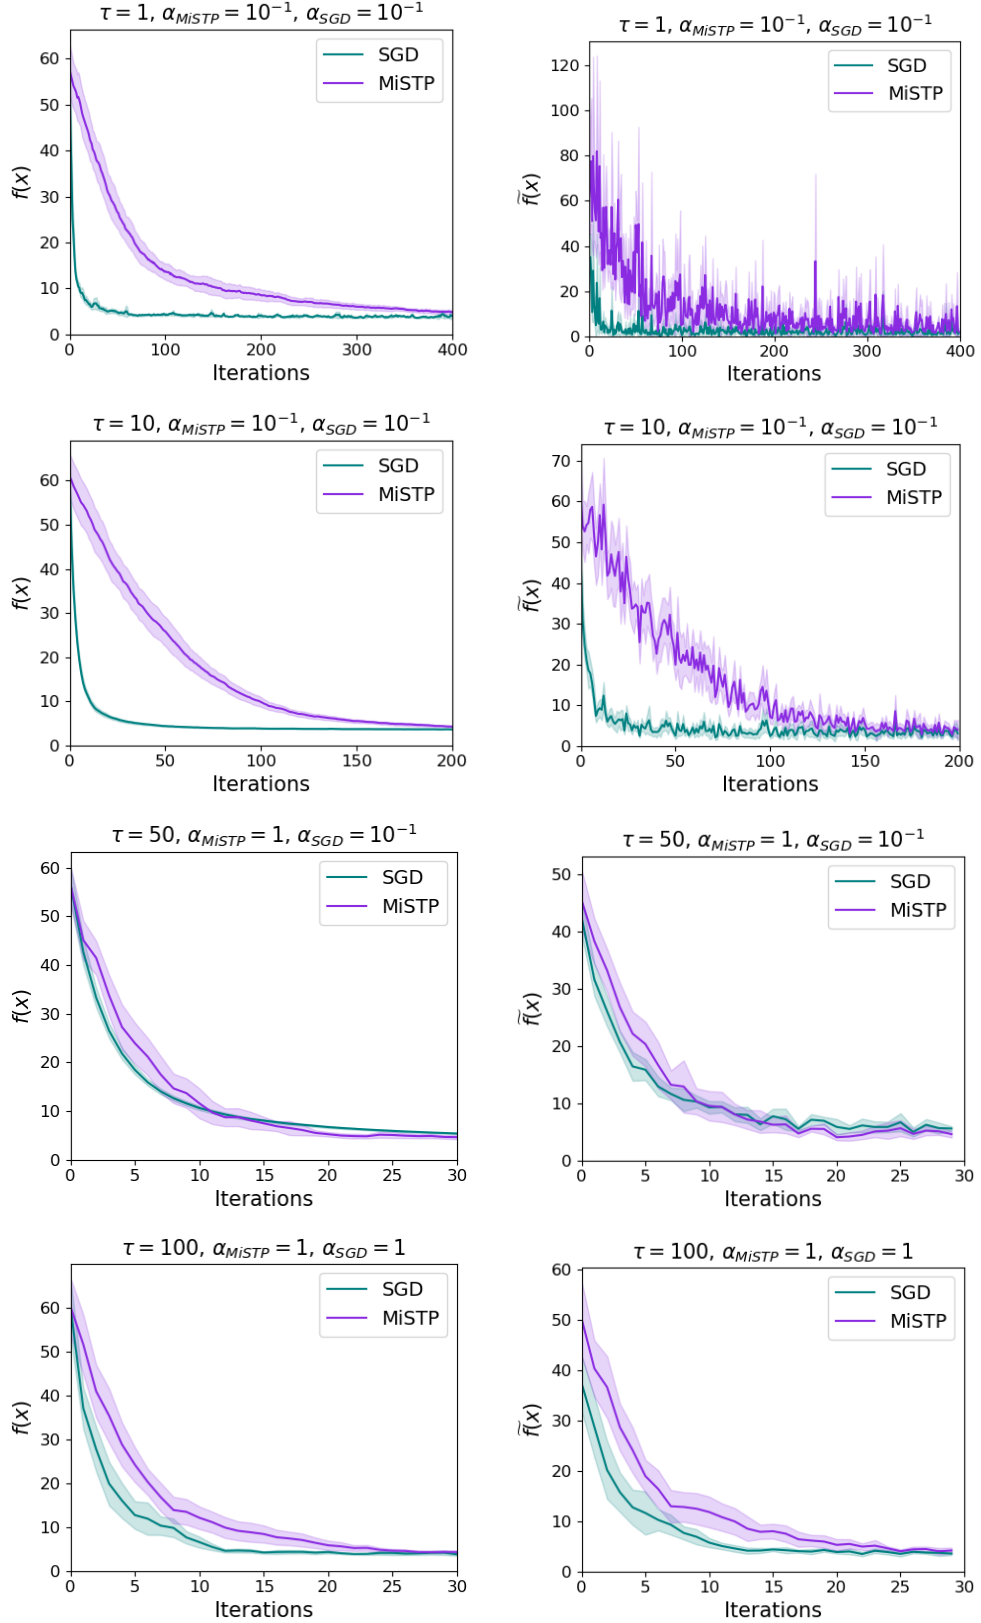 τ = 1, α_MiSTP = 10⁻¹, α_SGD = 10⁻¹
SGD
MiSTP
60
50
40
30
20
10
0
f(x)
0 100 200 300 400
Iterations
τ = 1, α_MiSTP = 10⁻¹, α_SGD = 10⁻¹
SGD
MiSTP
120
100
80
60
40
20
0
f̃(x)
0 100 200 300 400
Iterations
τ = 10, α_MiSTP = 10⁻¹, α_SGD = 10⁻¹
SGD
MiSTP
60
50
40
30
20
10
0
f(x)
0 50 100 150 200
Iterations
τ = 10, α_MiSTP = 10⁻¹, α_SGD = 10⁻¹
SGD
MiSTP
70
60
50
40
30
20
10
0
f̃(x)
0 50 100 150 200
Iterations
τ = 50, α_MiSTP = 1, α_SGD = 10⁻¹
SGD
MiSTP
60
50
40
30
20
10
0
f(x)
0 5 10 15 20 25 30
Iterations
τ = 50, α_MiSTP = 1, α_SGD = 10⁻¹
SGD
MiSTP
50
40
30
20
10
0
f̃(x)
0 5 10 15 20 25 30
Iterations
τ = 100, α_MiSTP = 1, α_SGD = 1
SGD
MiSTP
60
50
40
30
20
10
0
f(x)
0 5 10 15 20 25 30
Iterations
τ = 100, α_MiSTP = 1, α_SGD = 1
SGD
MiSTP
60
50
40
30
20
10
0
f̃(x)
0 5 10 15 20 25 30
Iterations